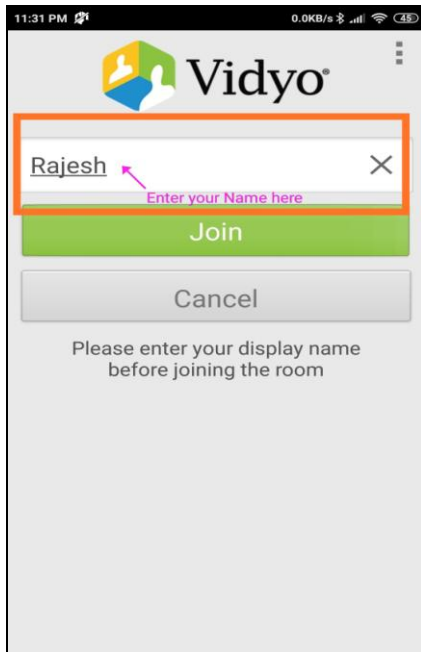 11:31 PM 0.0KB/s 45
Vidyo®
Rajesh
Enter your Name here
Join
Cancel
Please enter your display name
before joining the room